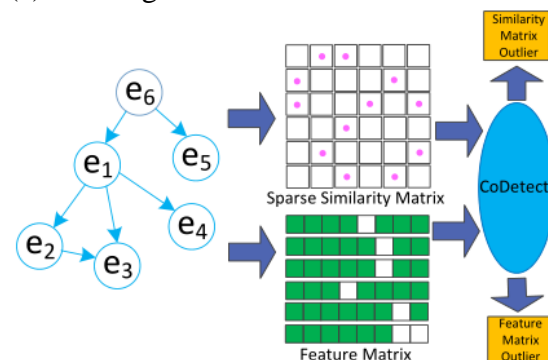 Similarity
Matrix
Outlier
e6
e1
e5
e4
e2
e3
Sparse Similarity Matrix
CoDetect
Feature Matrix
Feature
Matrix
Outlier